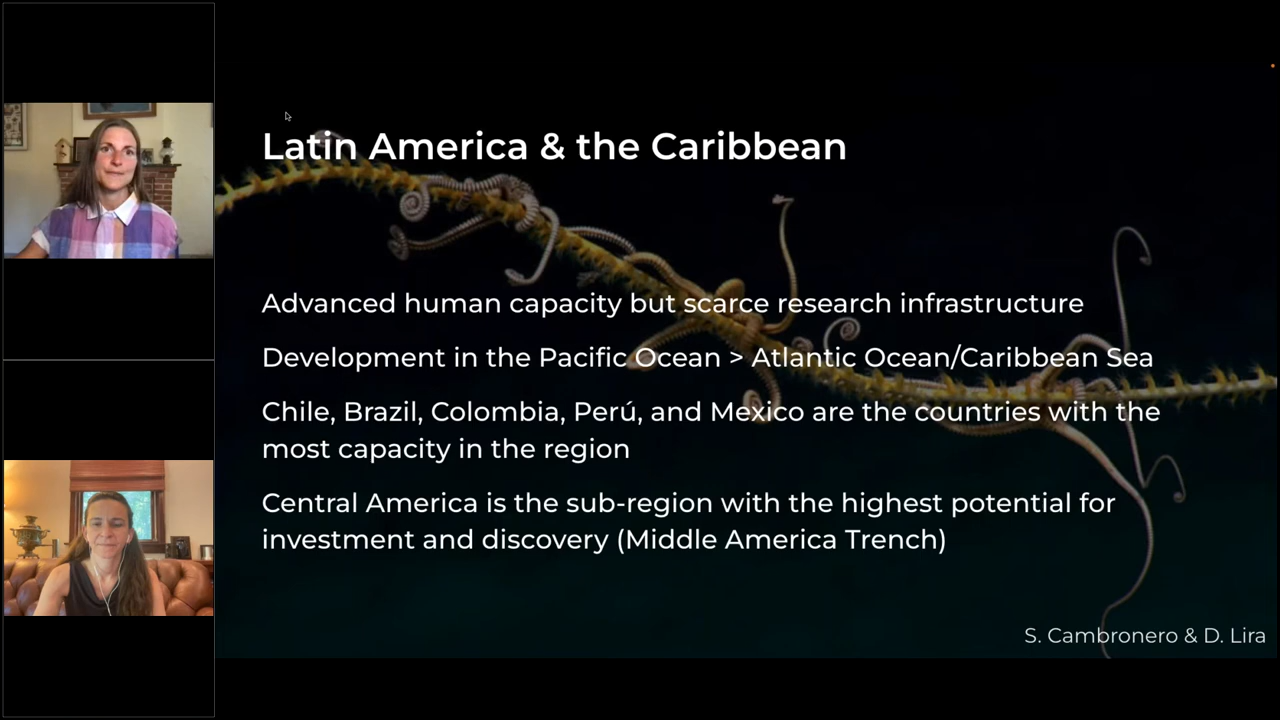 Latin America & the Caribbean
Advanced human capacity but scarce research infrastructure
Development in the Pacific Ocean > Atlantic Ocean/Caribbean Sea
Chile, Brazil, Colombia, Perú, and Mexico are the countries with the
most capacity in the region
Central America is the sub-region with the highest potential for
investment and discovery (Middle America Trench)
S. Cambronero & D. Lira